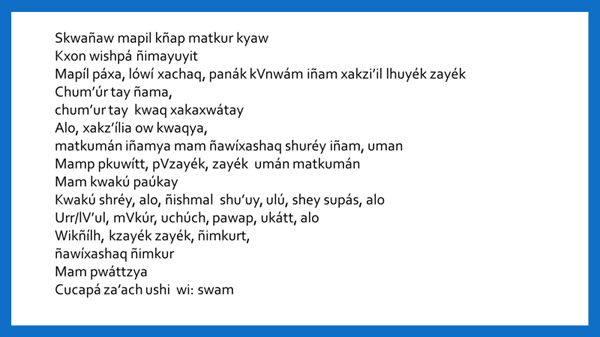 Skwañaw mapil kñap matkur kyaw
Kxon wishpá ñimayuyit
Mapíl páxa, lówí xachaq, panák kVnwám iñam xakzi’il lhuyék zayék
Chum’úr tay ñama,
chum’ur tay kwaq xakaxwátay
Alo, xakz’ília ow kwaqya,
matkumán iñamya mam ñawíxashaq shuréy iñam, uman
Mamp pkuwítt, pVzayék, zayék umán matkumán
Mam kwakú paúkay
Kwakú shréy, alo, ñishmal shu’uy, ulú, shey supás, alo
Urr/lV’ul, mVkúr, uchúch, pawap, ukátt, alo
Wikñílh, kzayék zayék, ñimkurt,
ñawíxashaq ñimkur
Mam pwáttzya
Cucapá za’ach ushi wi: swam